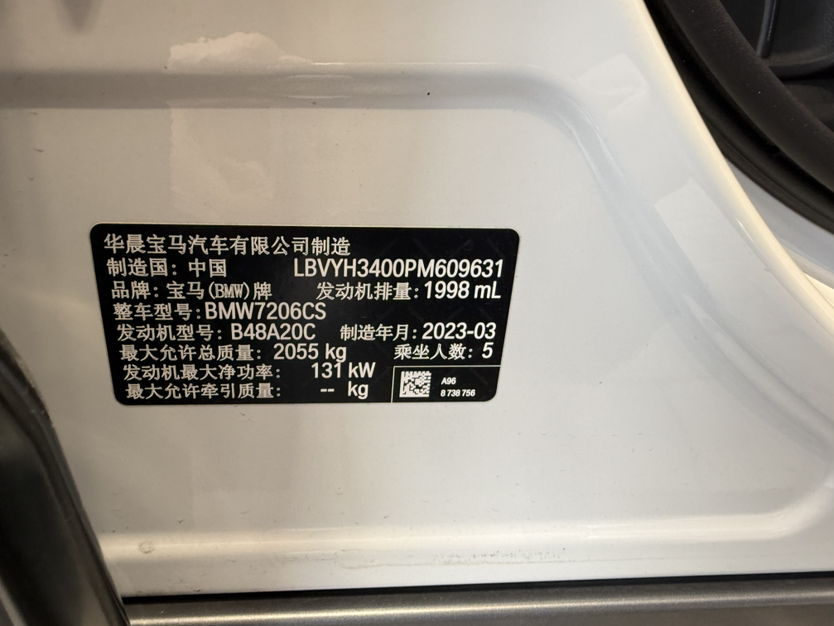 华晨宝马汽车有限公司制造
制造国: 中国 LBVYH3400PM609631
品牌: 宝马(BMW)牌 发动机排量: 1998 mL
整车型号: BMW7206CS
发动机型号: B48A20C 制造年月: 2023-03
最大允许总质量: 2055 kg 乘坐人数: 5
发动机最大净功率: 131 kW
最大允许牵引质量: -- kg
A96
8 738 756